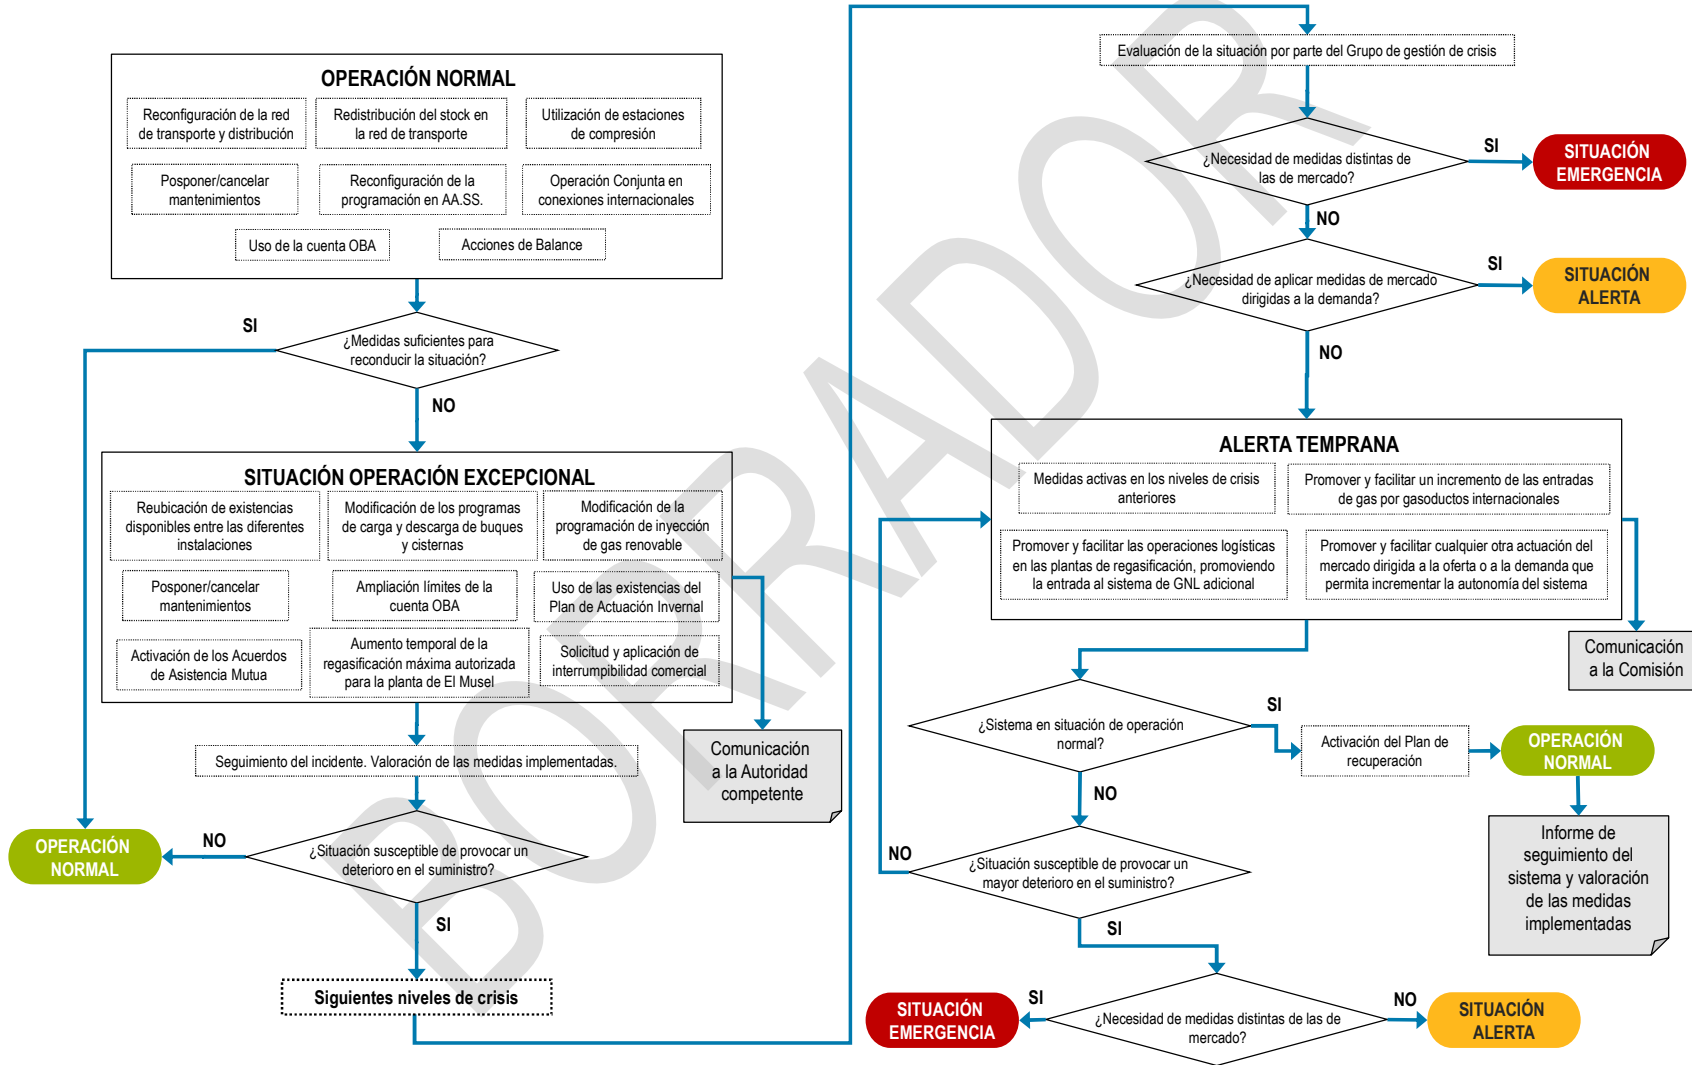 OPERACIÓN NORMAL
Reconfiguración de la red
de transporte y distribución
Redistribución del stock en
la red de transporte
Utilización de estaciones
de compresión
Posponer/cancelar
mantenimientos
Reconfiguración de la
programación en AA.SS.
Operación Conjunta en
conexiones internacionales
Uso de la cuenta OBA
Acciones de Balance
SI
¿Medidas suficientes para
reconducir la situación?
NO
SITUACIÓN OPERACIÓN EXCEPCIONAL
Reubicación de existencias
disponibles entre las diferentes
instalaciones
Modificación de los programas
de carga y descarga de buques
y cisternas
Modificación de la
programación de inyección
de gas renovable
Posponer/cancelar
mantenimientos
Ampliación límites de la
cuenta OBA
Uso de las existencias del
Plan de Actuación Invernal
Activación de los Acuerdos
de Asistencia Mutua
Aumento temporal de la
regasificación máxima autorizada
para la planta de El Musel
Solicitud y aplicación de
interrumpibilidad comercial
Seguimiento del incidente. Valoración de las medidas implementadas.
Comunicación
a la Autoridad
competente
OPERACIÓN
NORMAL
NO
¿Situación susceptible de provocar un
deterioro en el suministro?
SI
Siguientes niveles de crisis
Evaluación de la situación por parte del Grupo de gestión de crisis
¿Necesidad de medidas distintas de
las de mercado?
SI
SITUACIÓN
EMERGENCIA
NO
¿Necesidad de aplicar medidas de mercado
dirigidas a la demanda?
SI
SITUACIÓN
ALERTA
NO
ALERTA TEMPRANA
Medidas activas en los niveles de crisis
anteriores
Promover y facilitar un incremento de las entradas
de gas por gasoductos internacionales
Promover y facilitar las operaciones logísticas
en las plantas de regasificación, promoviendo
la entrada al sistema de GNL adicional
Promover y facilitar cualquier otra actuación del
mercado dirigida a la oferta o a la demanda que
permita incrementar la autonomía del sistema
Comunicación
a la Comisión
¿Sistema en situación de operación
normal?
SI
Activación del Plan de
recuperación
OPERACIÓN
NORMAL
NO
Informe de
seguimiento del
sistema y valoración
de las medidas
implementadas
NO
¿Situación susceptible de provocar un
mayor deterioro en el suministro?
SI
SITUACIÓN
EMERGENCIA
SI
¿Necesidad de medidas distintas de las de
mercado?
NO
SITUACIÓN
ALERTA
BORRADOR